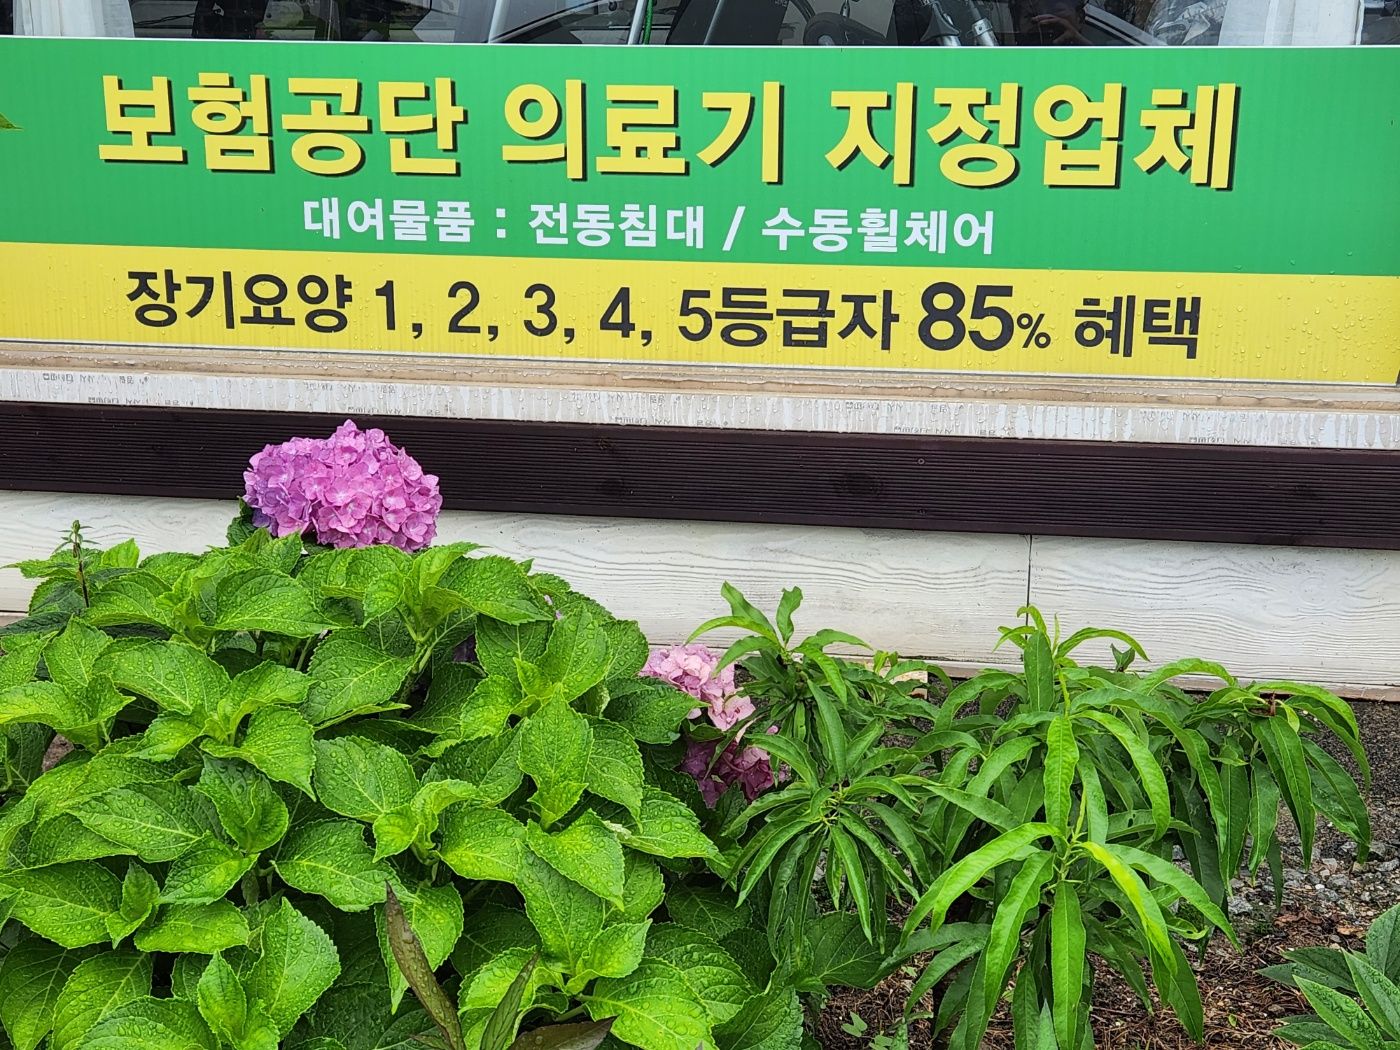 보험공단 의료기 지정업체
대여물품 : 전동침대 / 수동휠체어
장기요양 1, 2, 3, 4, 5등급자 85% 혜택